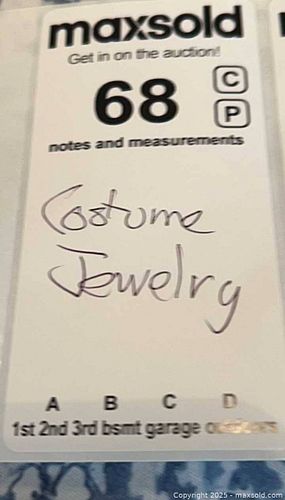 maxsold
Get in on the auction!
68
C
P
notes and measurements
Costume
Jewelry
A B C D
1st 2nd 3rd bsmt garage
Copyright 2025 - maxsold.com